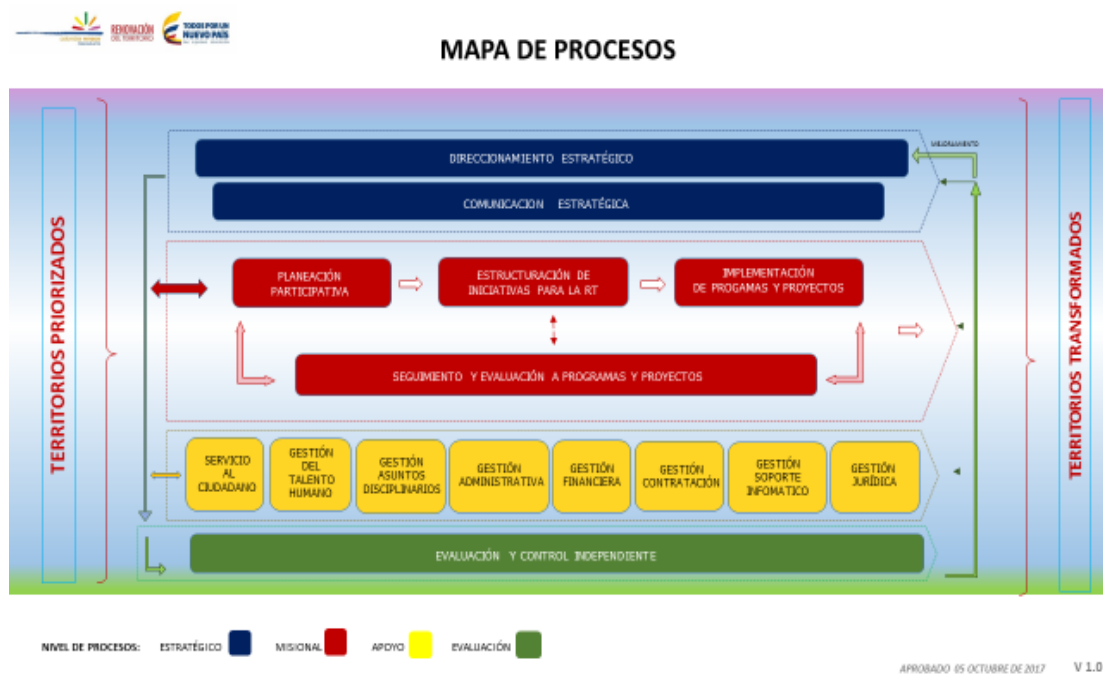 RENOVACIÓN
DEL TERRITORIO
TODOS POR UN
NUEVO PAÍS
MAPA DE PROCESOS
TERRITORIOS PRIORIZADOS
DIRECCIONAMIENTO ESTRATÉGICO
MEJORAMIENTO
COMUNICACION ESTRATÉGICA
PLANEACIÓN
PARTICIPATIVA
ESTRUCTURACIÓN DE
INICIATIVAS PARA LA RT
IMPLEMENTACIÓN
DE PROGAMAS Y PROYECTOS
SEGUIMIENTO Y EVALUACIÓN A PROGRAMAS Y PROYECTOS
SERVICIO
AL
CIUDADANO
GESTIÓN
DEL
TALENTO
HUMANO
GESTIÓN
ASUNTOS
DISCIPLINARIOS
GESTIÓN
ADMINISTRATIVA
GESTIÓN
FINANCIERA
GESTIÓN
CONTRATACIÓN
GESTIÓN
SOPORTE
INFOMATICO
GESTIÓN
JURÍDICA
EVALUACIÓN Y CONTROL INDEPENDIENTE
TERRITORIOS TRANSFORMADOS
NIVEL DE PROCESOS: ESTRATÉGICO MISIONAL APOYO EVALUACIÓN
APROBADO 05 OCTUBRE DE 2017 V 1.0